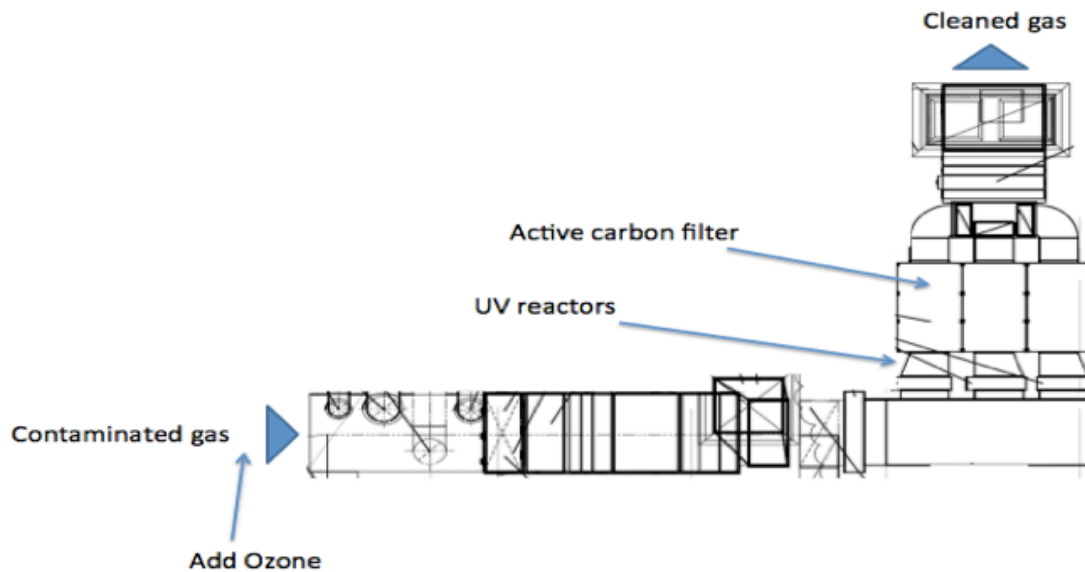 Cleaned gas
Active carbon filter
UV reactors
Contaminated gas
Add Ozone